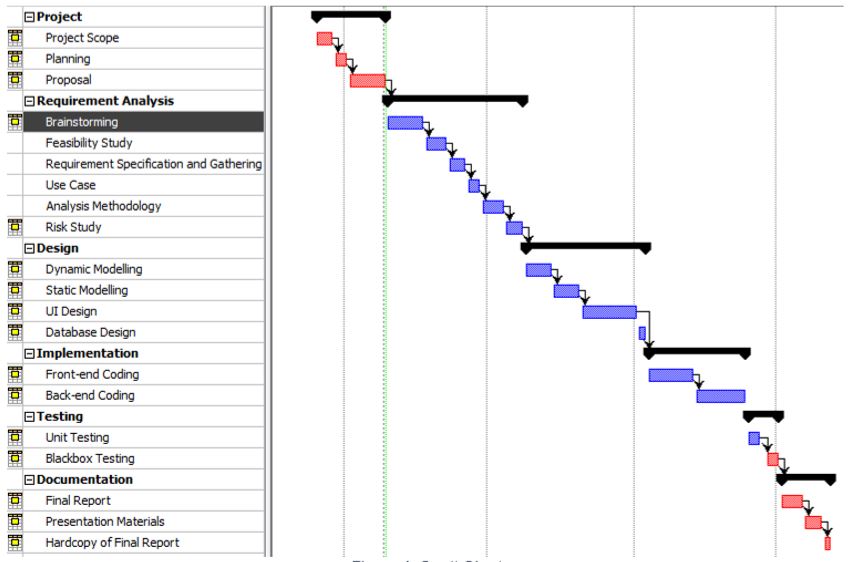 Project
Project Scope
Planning
Proposal
Requirement Analysis
Brainstorming
Feasibility Study
Requirement Specification and Gathering
Use Case
Analysis Methodology
Risk Study
Design
Dynamic Modelling
Static Modelling
UI Design
Database Design
Implementation
Front-end Coding
Back-end Coding
Testing
Unit Testing
Blackbox Testing
Documentation
Final Report
Presentation Materials
Hardcopy of Final Report